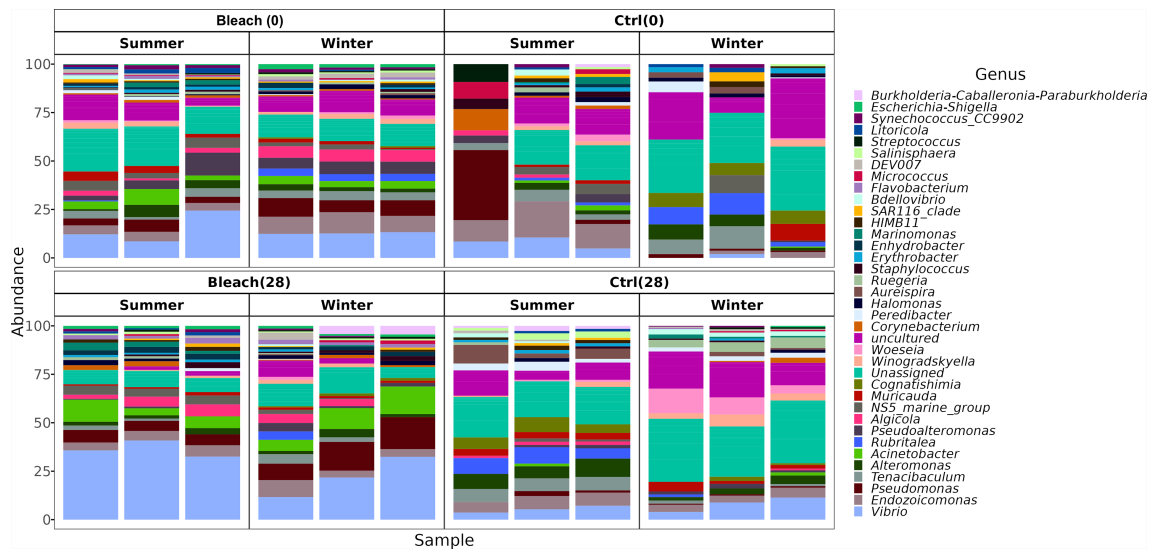 Bleach (0)
Ctrl(0)
Summer
Winter
Summer
Winter
100
75
50
25
0
Bleach(28)
Ctrl(28)
Summer
Winter
Summer
Winter
100
75
50
25
0
Abundance
Sample
Genus
Burkholderia-Caballeronia-Paraburkholderia
Escherichia-Shigella
Synechococcus_CC9902
Litoricola
Streptococcus
Salinisphaera
DEV007
Micrococcus
Flavobacterium
Bdellovibrio
SAR116_clade
HIMB11
Marinomonas
Enhydrobacter
Erythrobacter
Staphylococcus
Ruegeria
Aureispira
Halomonas
Peredibacter
Corynebacterium
uncultured
Woeseia
Winogradskyella
Unassigned
Cognatishimia
Muricauda
NS5_marine_group
Algicola
Pseudoalteromonas
Rubritalea
Acinetobacter
Alteromonas
Tenacibaculum
Pseudomonas
Endozoicomonas
Vibrio